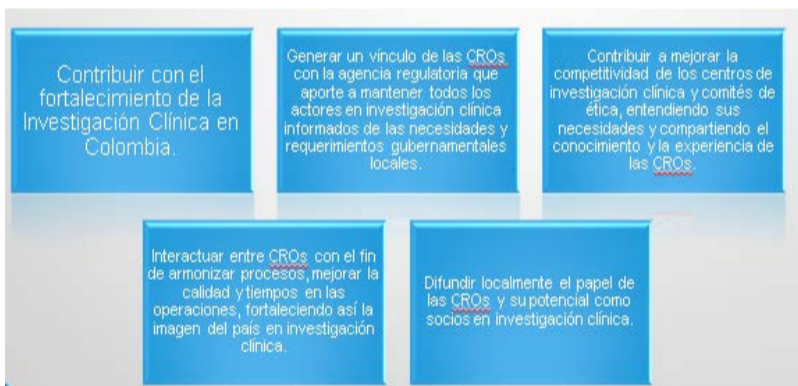 Contribuir con el
fortalecimiento de la
Investigación Clínica en
Colombia.
Generar un vínculo de las CROs
con la agencia regulatoria que
aporte a mantener todos los
actores en investigación clínica
informados de las necesidades y
requerimientos gubernamentales
locales.
Contribuir a mejorar la
competitividad de los centros de
investigación clínica y comités de
ética, entendiendo sus
necesidades y compartiendo el
conocimiento y la experiencia de
las CROs.
Interactuar entre CROs con el fin
de armonizar procesos, mejorar la
calidad y tiempos en las
operaciones, fortaleciendo así la
imagen del país en investigación
clínica.
Difundir localmente el papel de
las CROs y su potencial como
socios en investigación clínica.